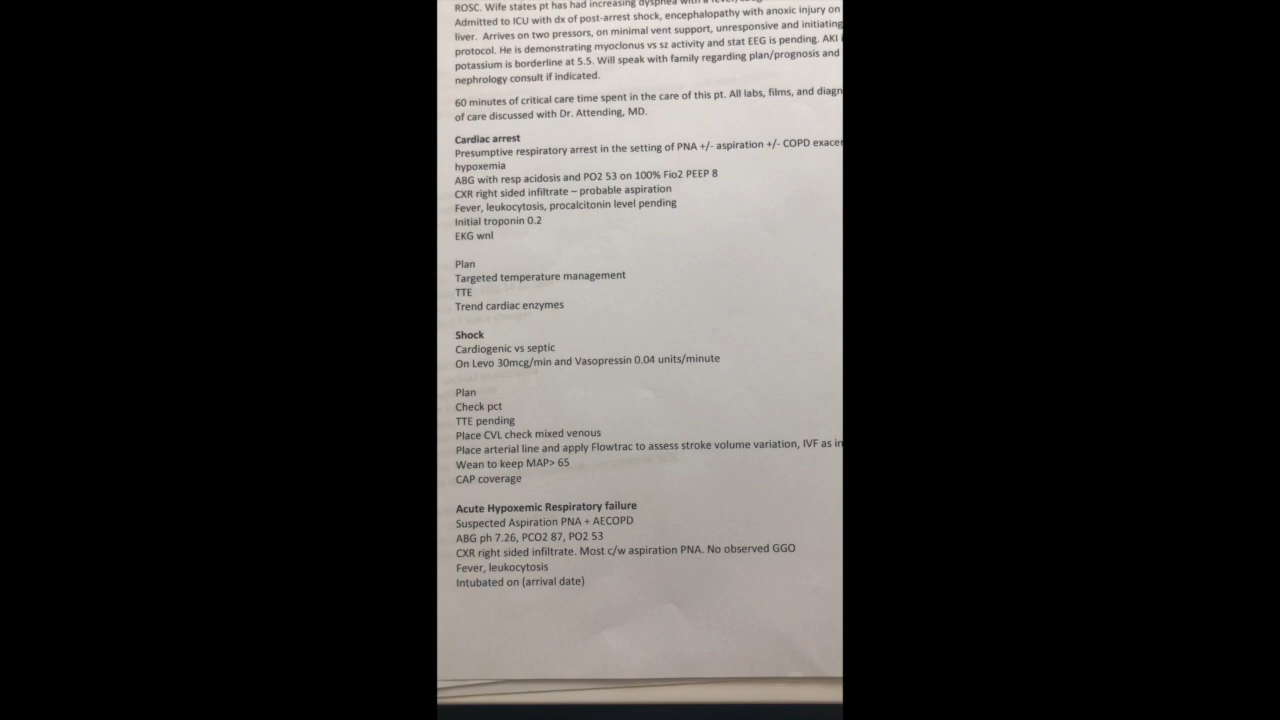 ROSC. Wife states pt has had increasing dyspnea with a
Admitted to ICU with dx of post-arrest shock, encephalopathy with anoxic injury on
liver. Arrives on two pressors, on minimal vent support, unresponsive and initiating
protocol. He is demonstrating myoclonus vs sz activity and stat EEG is pending. AKI
potassium is borderline at 5.5. Will speak with family regarding plan/prognosis and
nephrology consult if indicated.
60 minutes of critical care time spent in the care of this pt. All labs, films, and diagn
of care discussed with Dr. Attending, MD.
Cardiac arrest
Presumptive respiratory arrest in the setting of PNA +/- aspiration +/- COPD exacer
hypoxemia
ABG with resp acidosis and PO2 53 on 100% Fio2 PEEP 8
CXR right sided infiltrate – probable aspiration
Fever, leukocytosis, procalcitonin level pending
Initial troponin 0.2
EKG wnl
Plan
Targeted temperature management
TTE
Trend cardiac enzymes
Shock
Cardiogenic vs septic
On Levo 30mcg/min and Vasopressin 0.04 units/minute
Plan
Check pct
TTE pending
Place CVL check mixed venous
Place arterial line and apply Flowtrac to assess stroke volume variation, IVF as in
Wean to keep MAP> 65
CAP coverage
Acute Hypoxemic Respiratory failure
Suspected Aspiration PNA + AECOPD
ABG ph 7.26, PCO2 87, PO2 53
CXR right sided infiltrate. Most c/w aspiration PNA. No observed GGO
Fever, leukocytosis
Intubated on (arrival date)